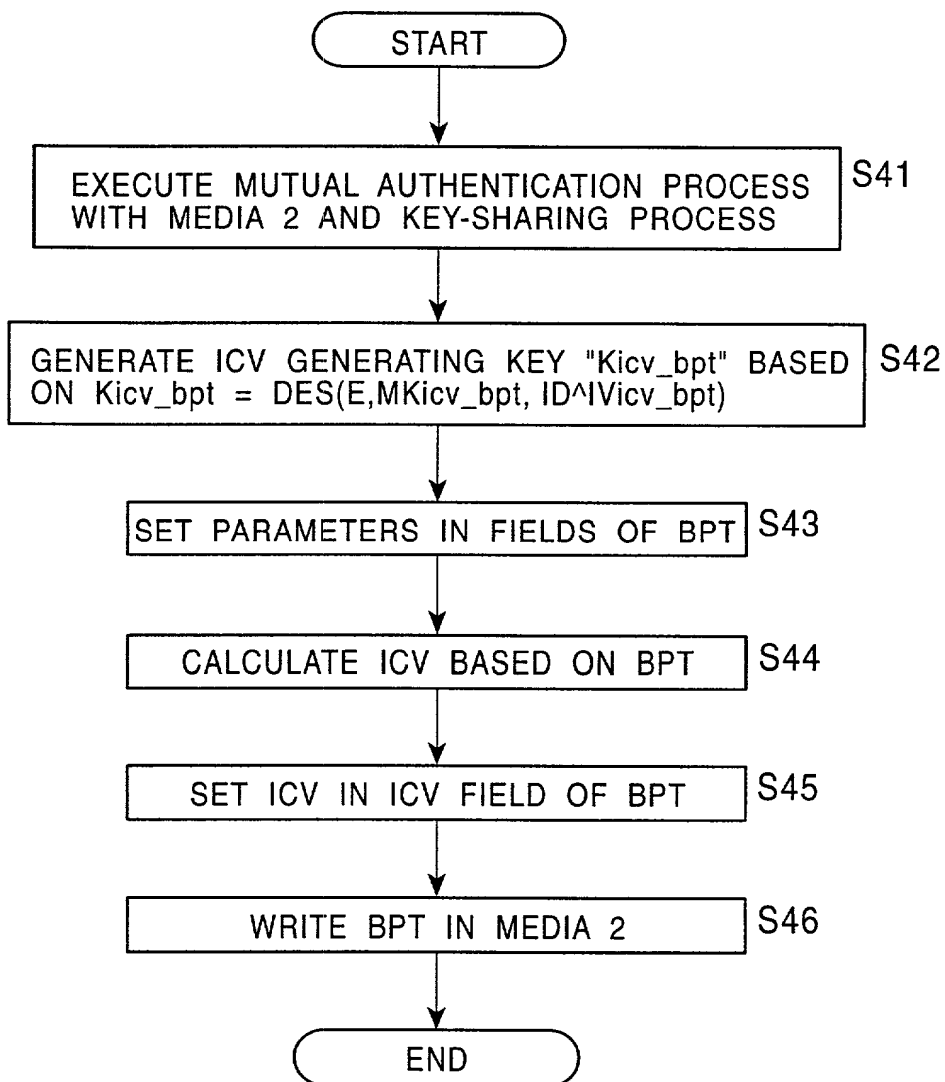 START
EXECUTE MUTUAL AUTHENTICATION PROCESS
WITH MEDIA 2 AND KEY-SHARING PROCESS
S41
GENERATE ICV GENERATING KEY "Kicv_bpt" BASED
ON Kicv_bpt = DES(E,MKicv_bpt, ID^IVicv_bpt)
S42
SET PARAMETERS IN FIELDS OF BPT
S43
CALCULATE ICV BASED ON BPT
S44
SET ICV IN ICV FIELD OF BPT
S45
WRITE BPT IN MEDIA 2
S46
END